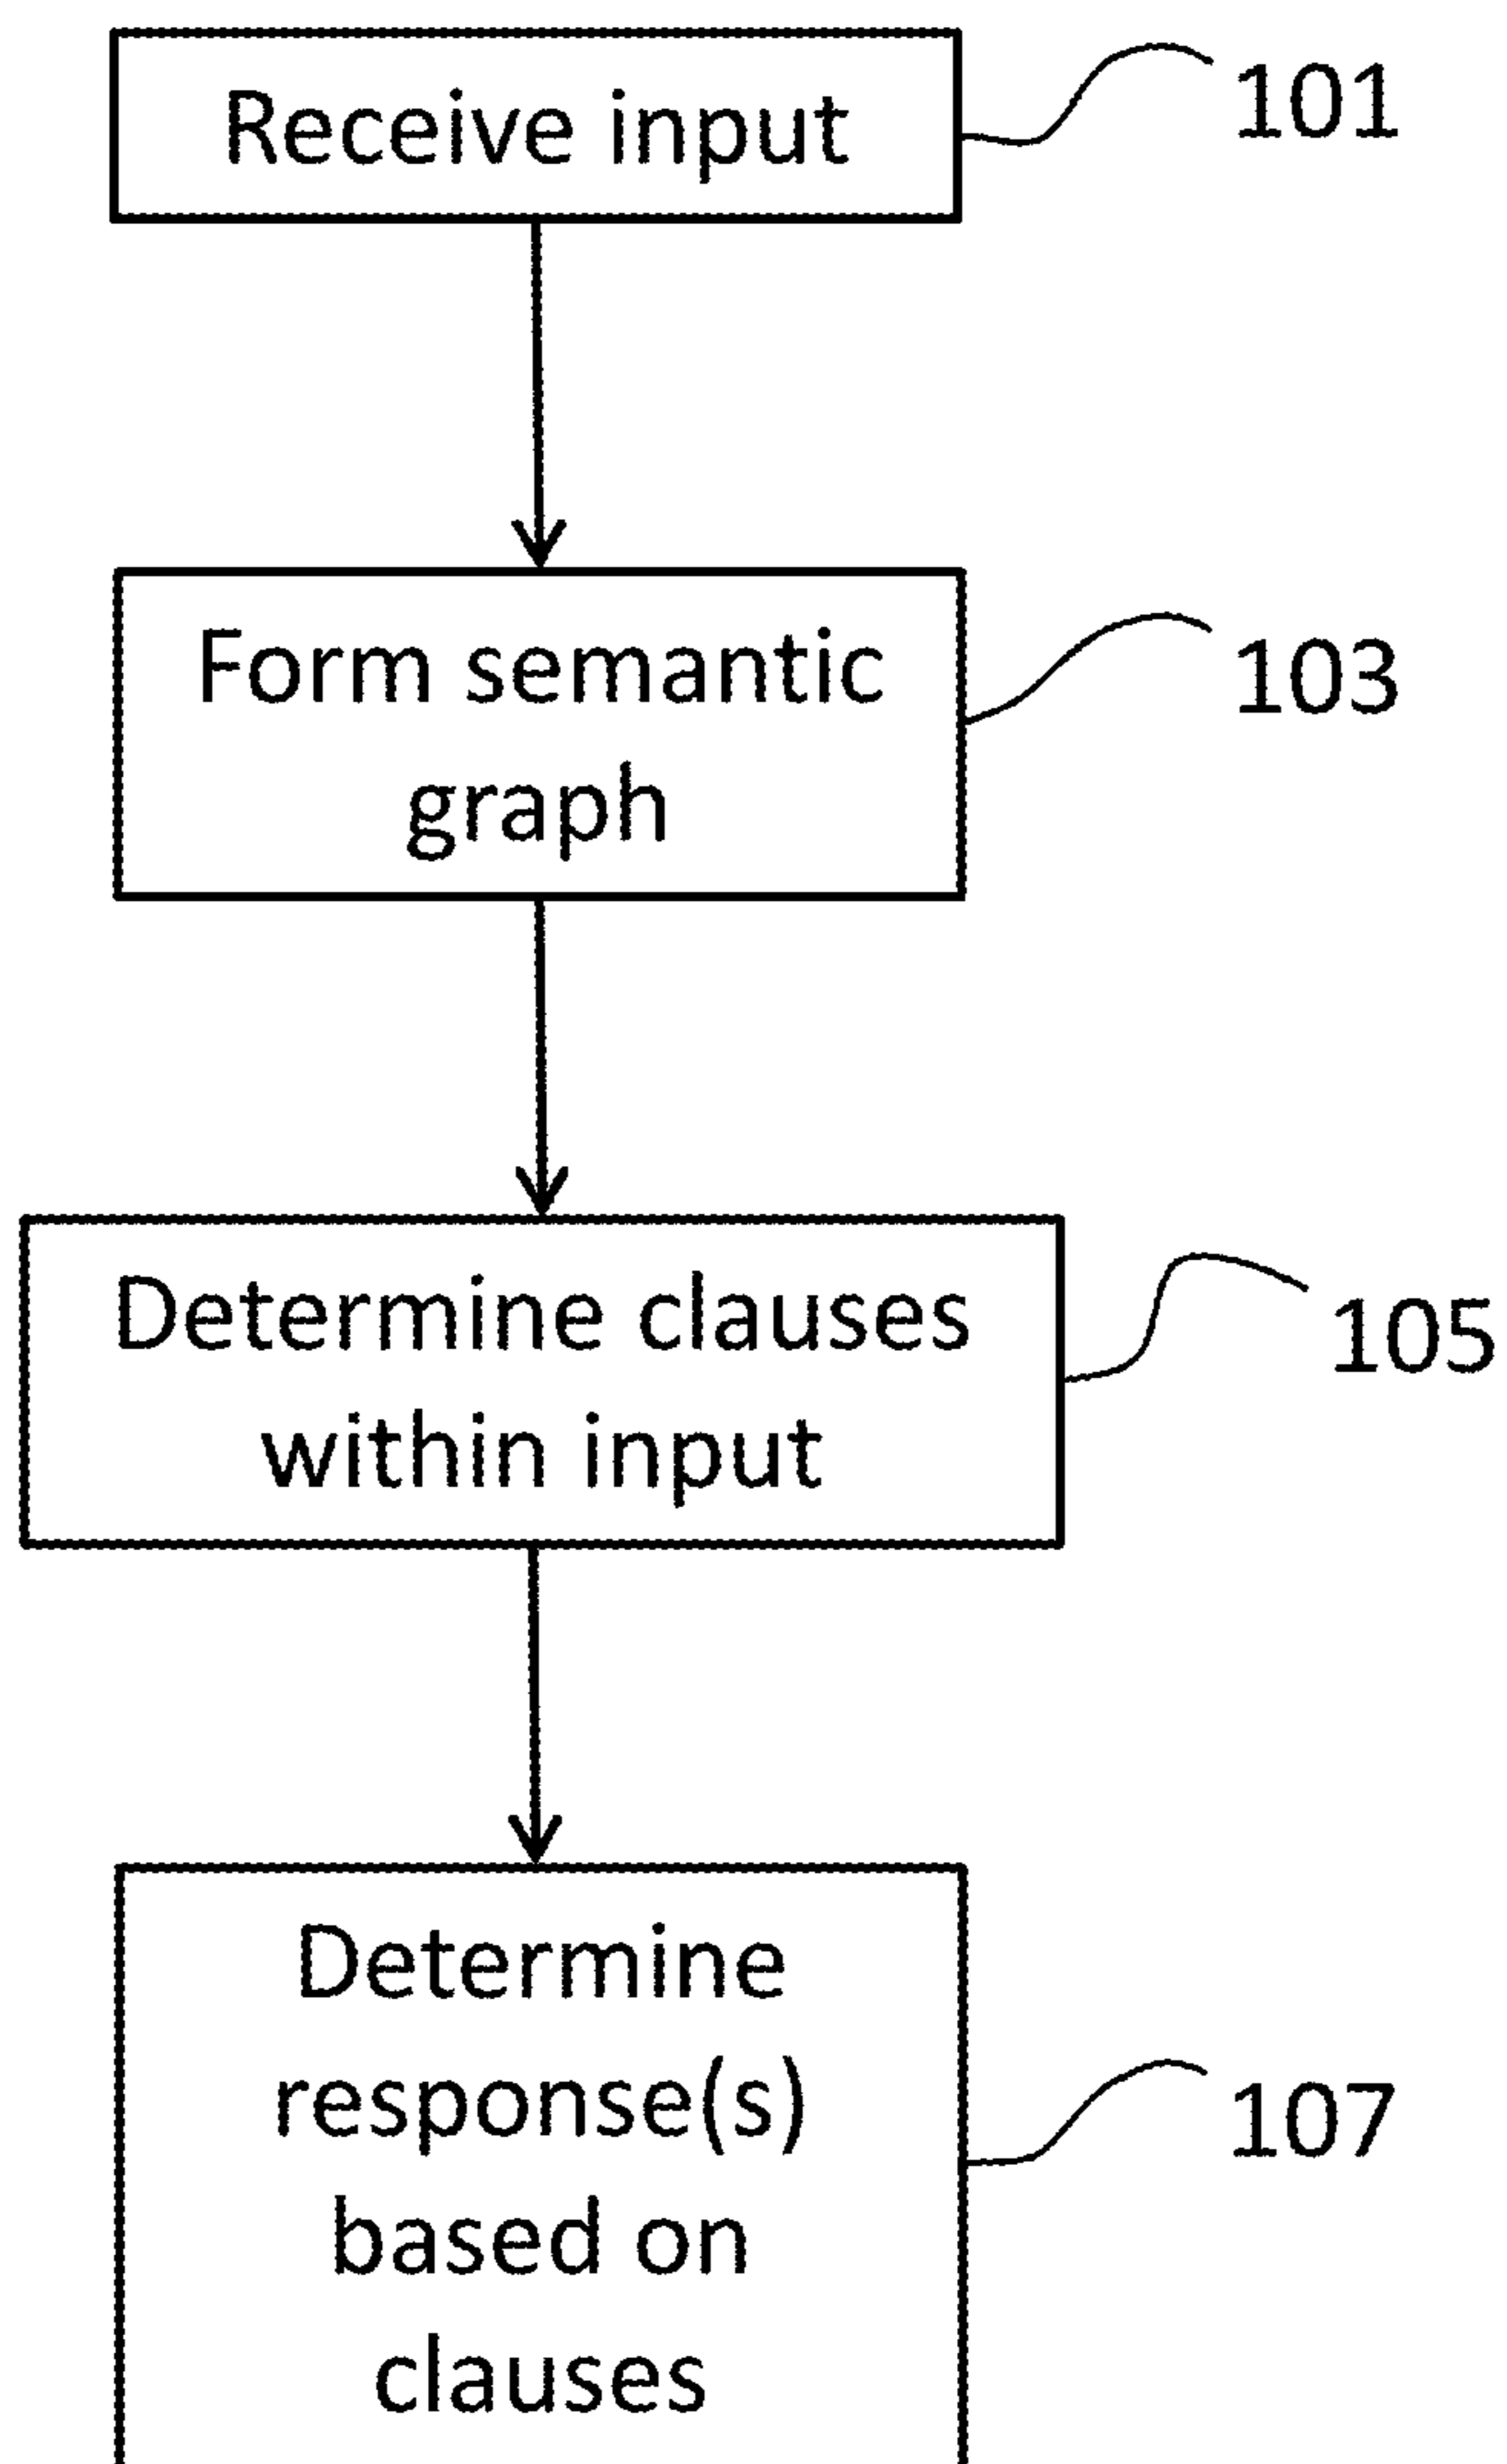 Receive input
101
Form semantic
graph
103
Determine clauses
within input
105
Determine
response(s)
based on
clauses
107